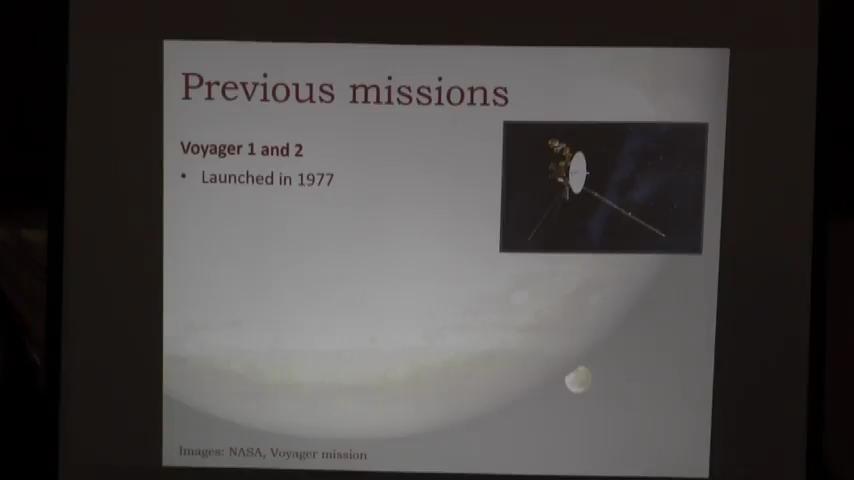 Previous missions
Voyager 1 and 2
• Launched in 1977
Images: NASA, Voyager mission